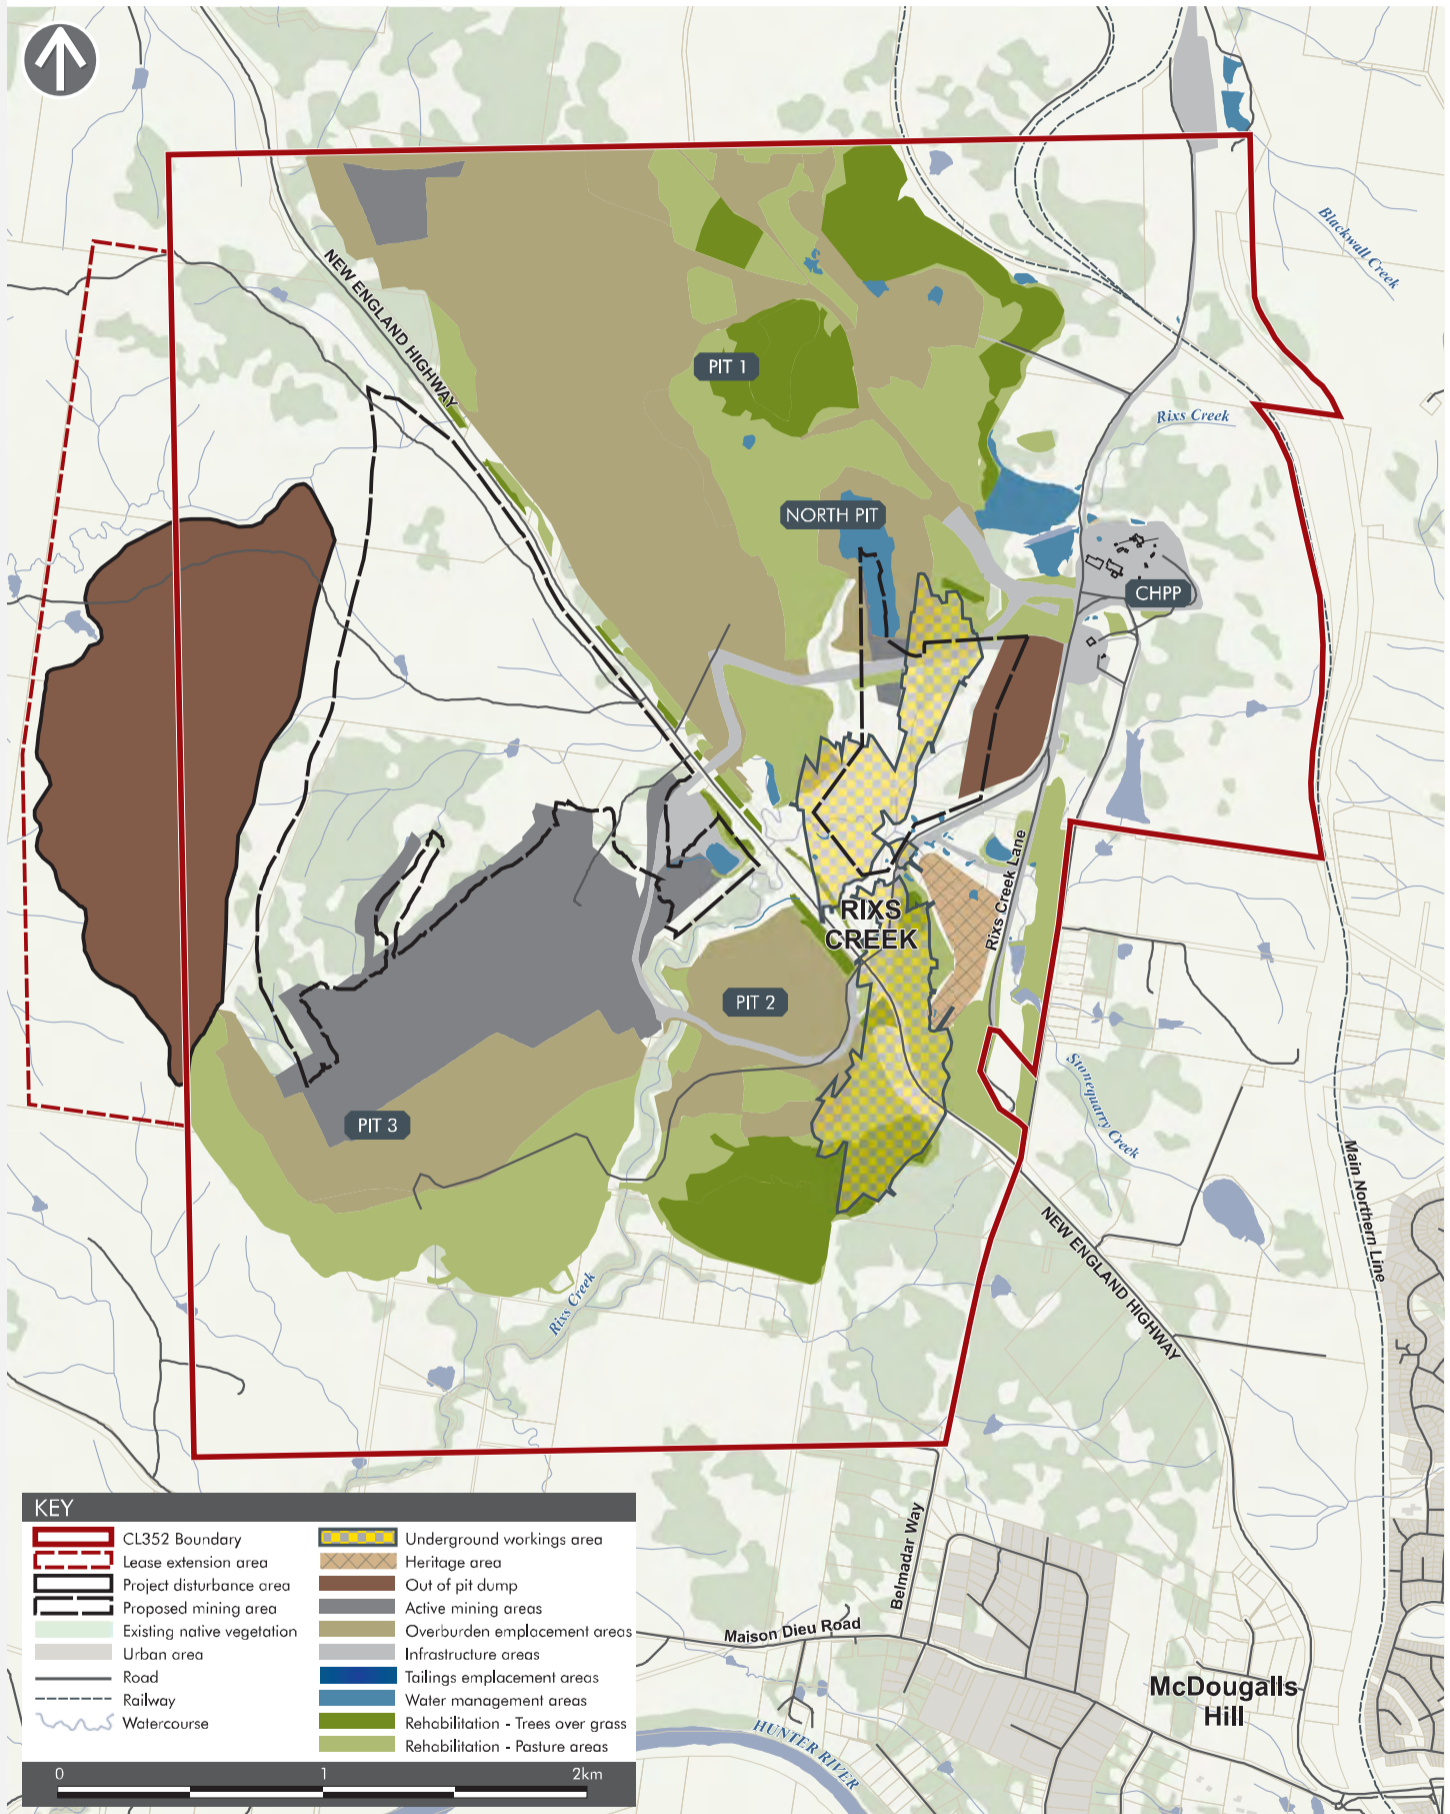 Blackwall Creek
NEW ENGLAND HIGHWAY
PIT 1
Rixs Creek
NORTH PIT
CHPP
Rixs Creek Lane
RIXS
CREEK
PIT 2
Stonequarry Creek
PIT 3
Main Northern Line
NEW ENGLAND HIGHWAY
Rixs Creek
Belmadar Way
Maison Dieu Road
McDougalls
Hill
HUNTER RIVER
KEY
CL352 Boundary
Lease extension area
Project disturbance area
Proposed mining area
Existing native vegetation
Urban area
Road
Railway
Watercourse
Underground workings area
Heritage area
Out of pit dump
Active mining areas
Overburden emplacement areas
Infrastructure areas
Tailings emplacement areas
Water management areas
Rehabilitation - Trees over grass
Rehabilitation - Pasture areas
0 1 2km